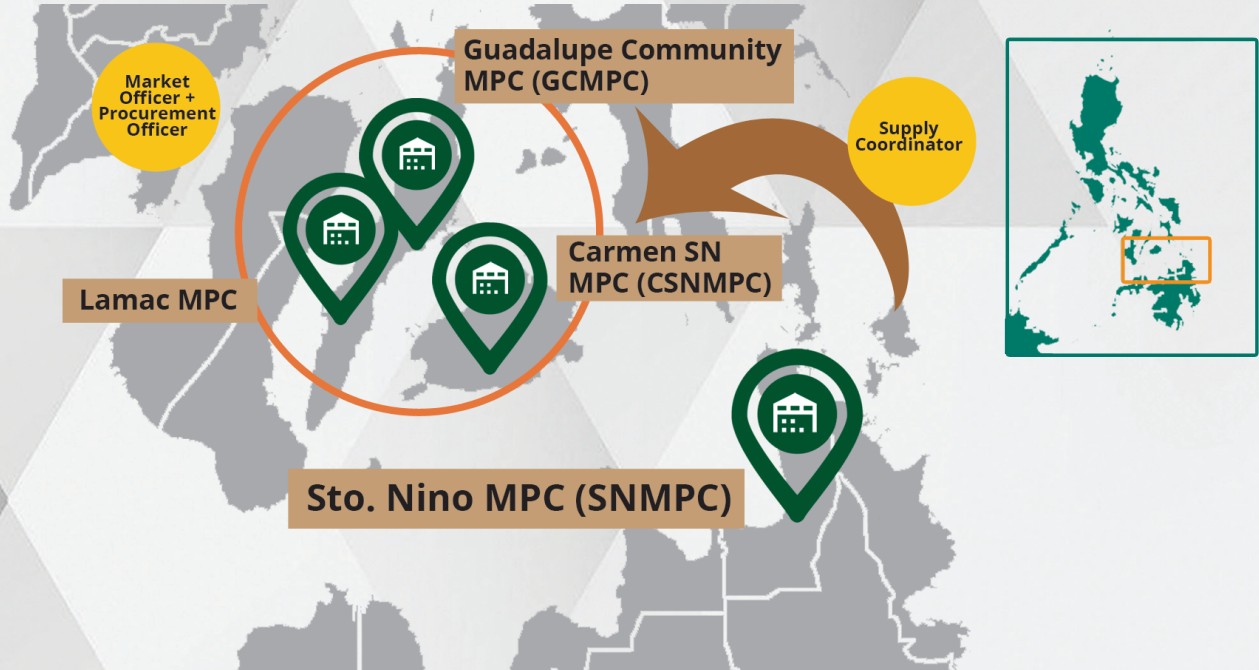 Guadalupe Community
MPC (GCMPC)
Market
Officer +
Procurement
Officer
Supply
Coordinator
Carmen SN
MPC (CSNMPC)
Lamac MPC
Sto. Nino MPC (SNMPC)